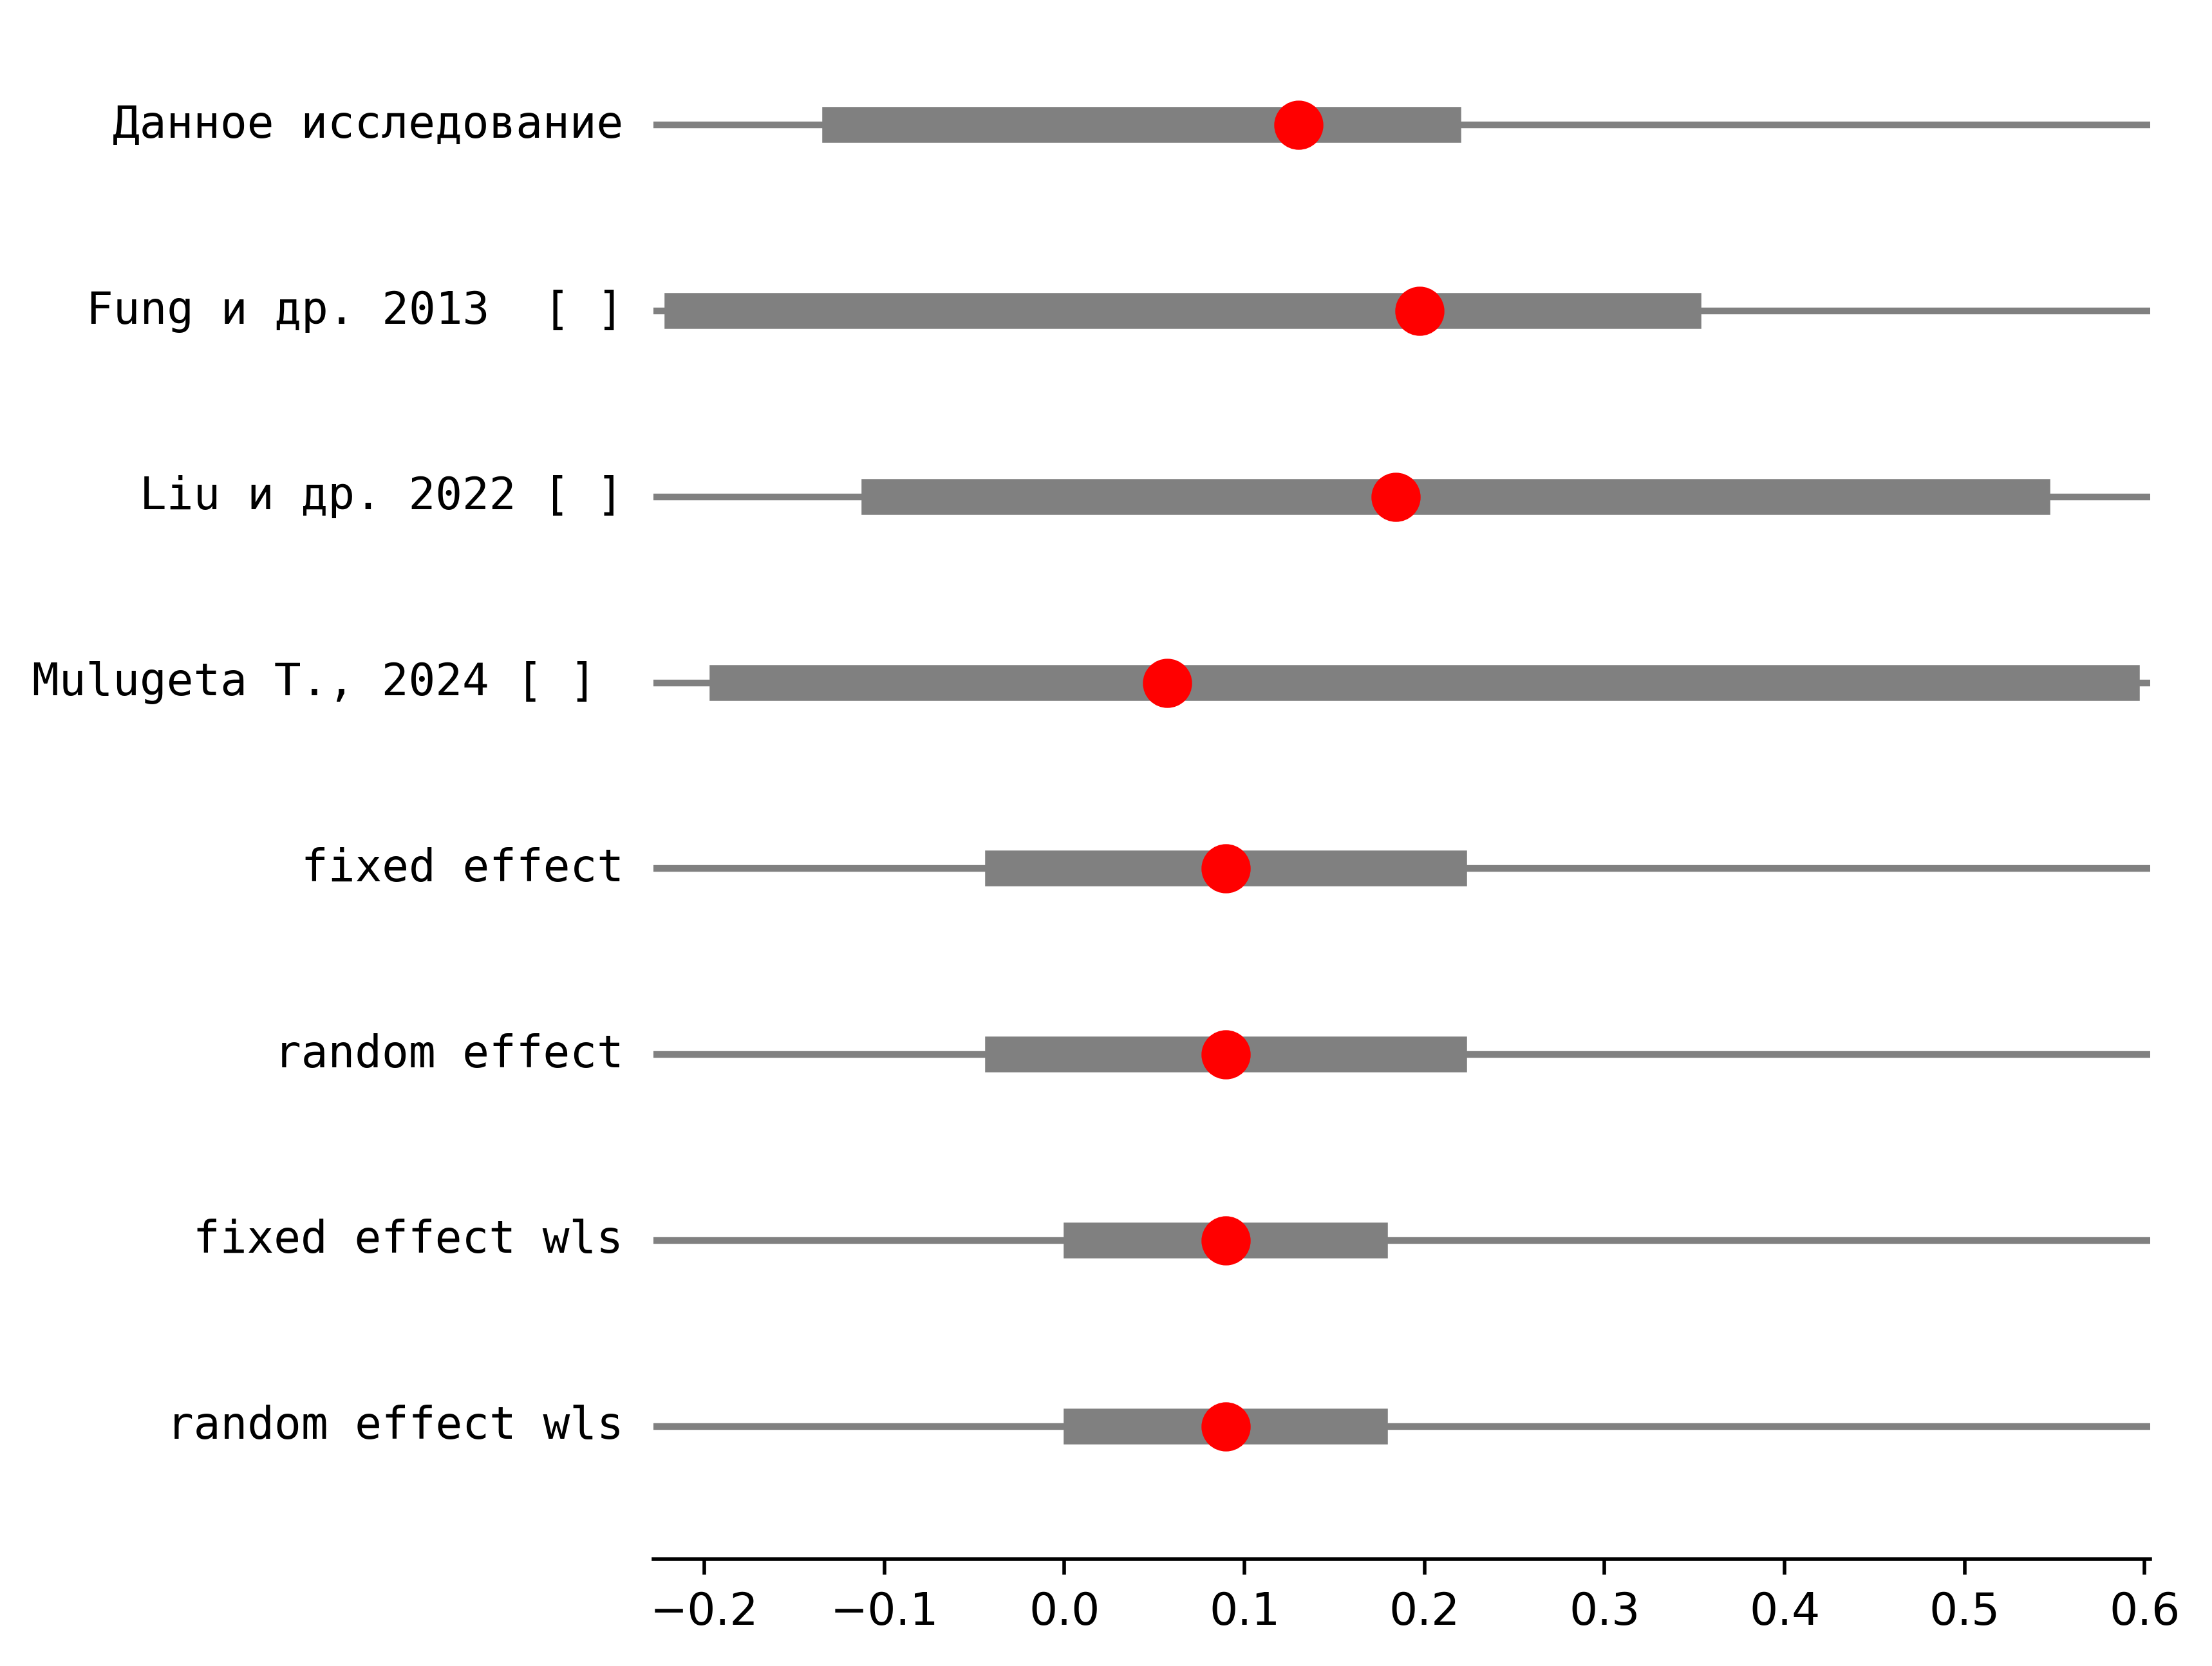 Данное исследование
Fung и др. 2013  [ ]
Liu и др. 2022 [ ]
Mulugeta T., 2024 [ ]
fixed effect
random effect
fixed effect wls
random effect wls
−0.2 −0.1 0.0 0.1 0.2 0.3 0.4 0.5 0.6